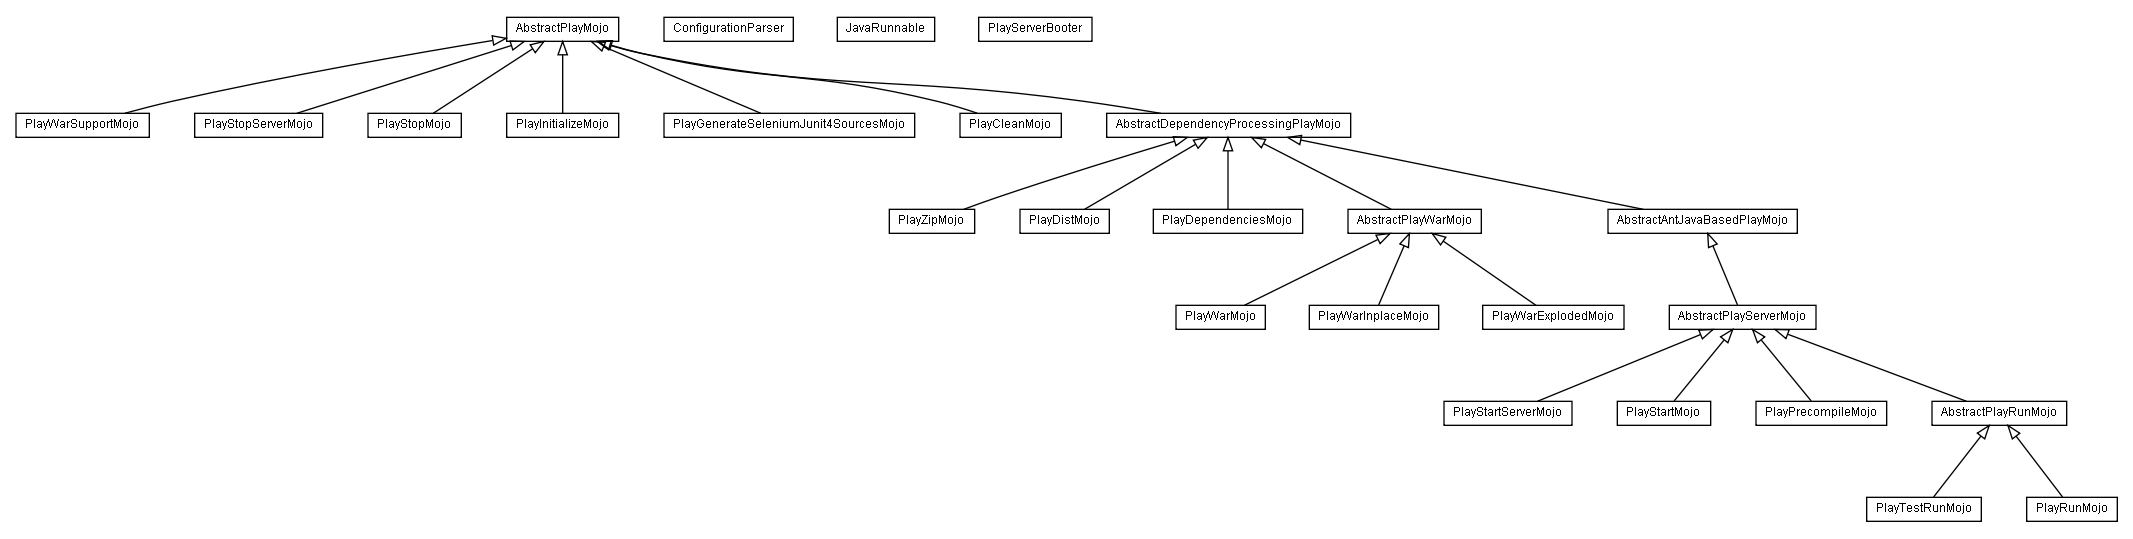 AbstractPlayMojo
ConfigurationParser
JavaRunnable
PlayServerBooter
PlayWarSupportMojo
PlayStopServerMojo
PlayStopMojo
PlayInitializeMojo
PlayGenerateSeleniumJunit4SourcesMojo
PlayCleanMojo
AbstractDependencyProcessingPlayMojo
PlayZipMojo
PlayDistMojo
PlayDependenciesMojo
AbstractPlayWarMojo
AbstractAntJavaBasedPlayMojo
PlayWarMojo
PlayWarInplaceMojo
PlayWarExplodedMojo
AbstractPlayServerMojo
PlayStartServerMojo
PlayStartMojo
PlayPrecompileMojo
AbstractPlayRunMojo
PlayTestRunMojo
PlayRunMojo